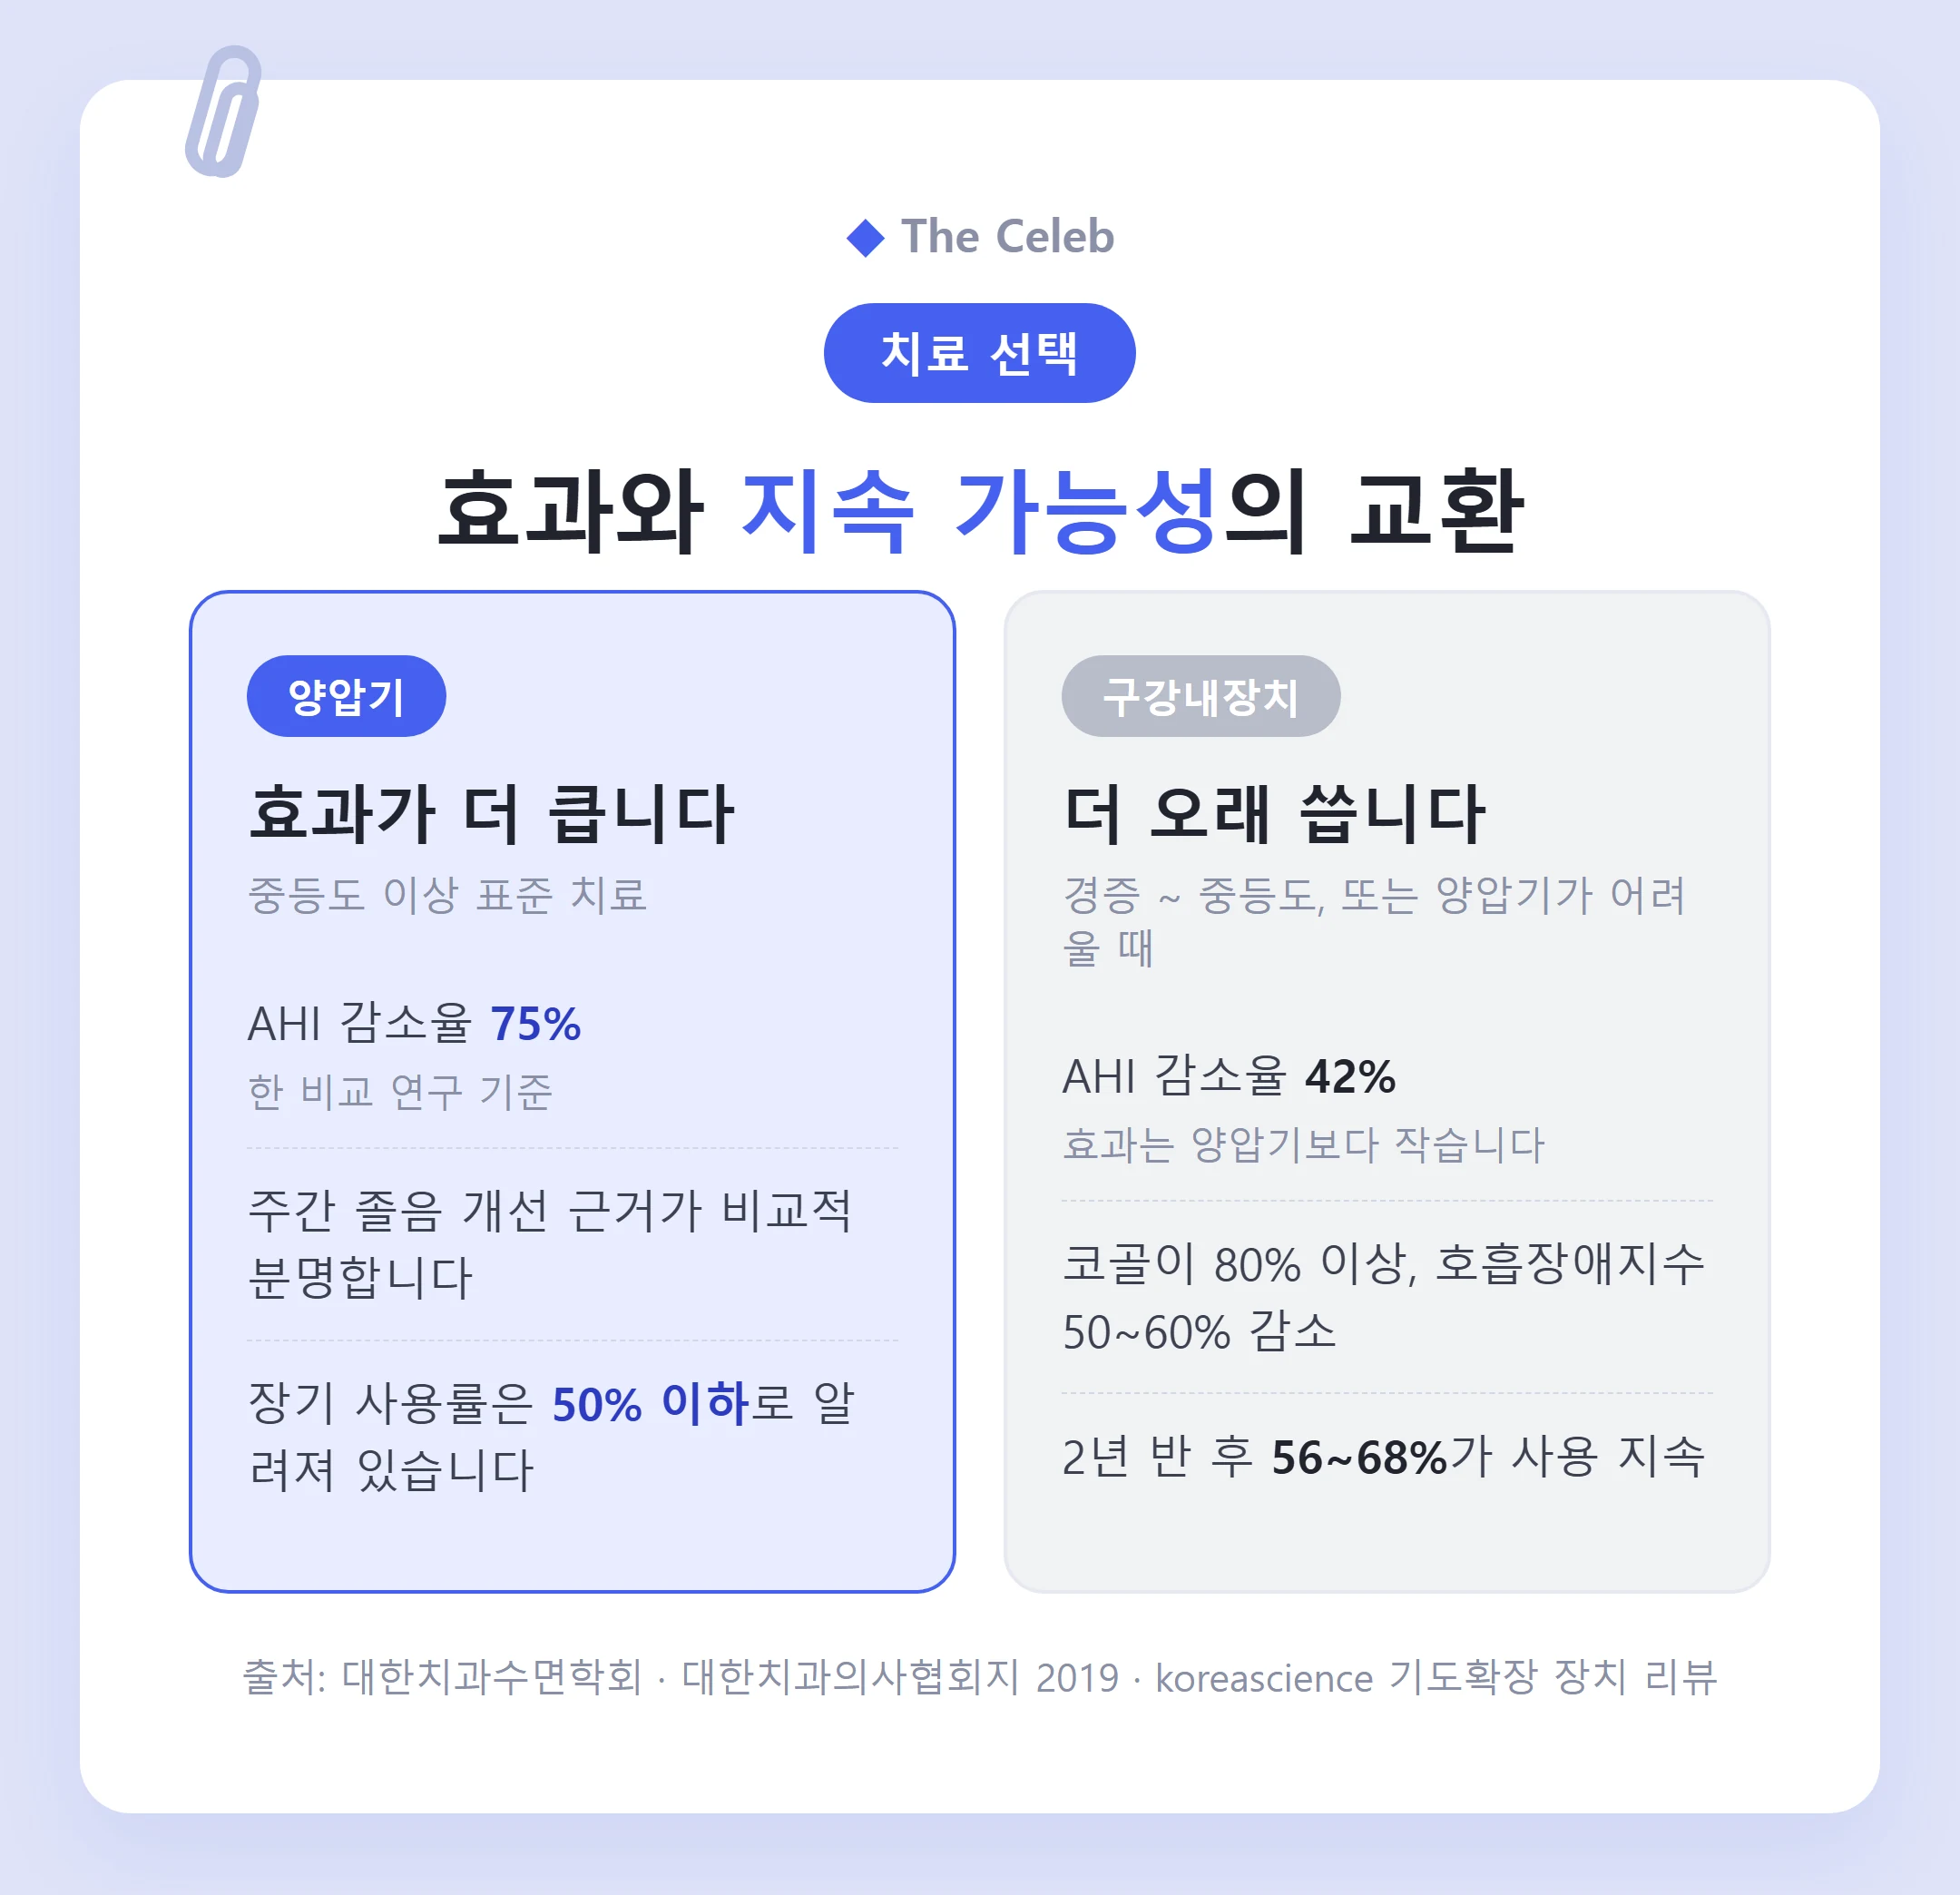 The Celeb
치료 선택
효과와 지속 가능성의 교환
양압기
효과가 더 큽니다
중등도 이상 표준 치료
AHI 감소율 75%
한 비교 연구 기준
주간 졸음 개선 근거가 비교적
분명합니다
장기 사용률은 50% 이하로 알
려져 있습니다
구강내장치
더 오래 씁니다
경증 ~ 중등도, 또는 양압기가 어려
울 때
AHI 감소율 42%
효과는 양압기보다 작습니다
코골이 80% 이상, 호흡장애지수
50~60% 감소
2년 반 후 56~68%가 사용 지속
출처: 대한치과수면학회 · 대한치과의사협회지 2019 · koreascience 기도확장 장치 리뷰